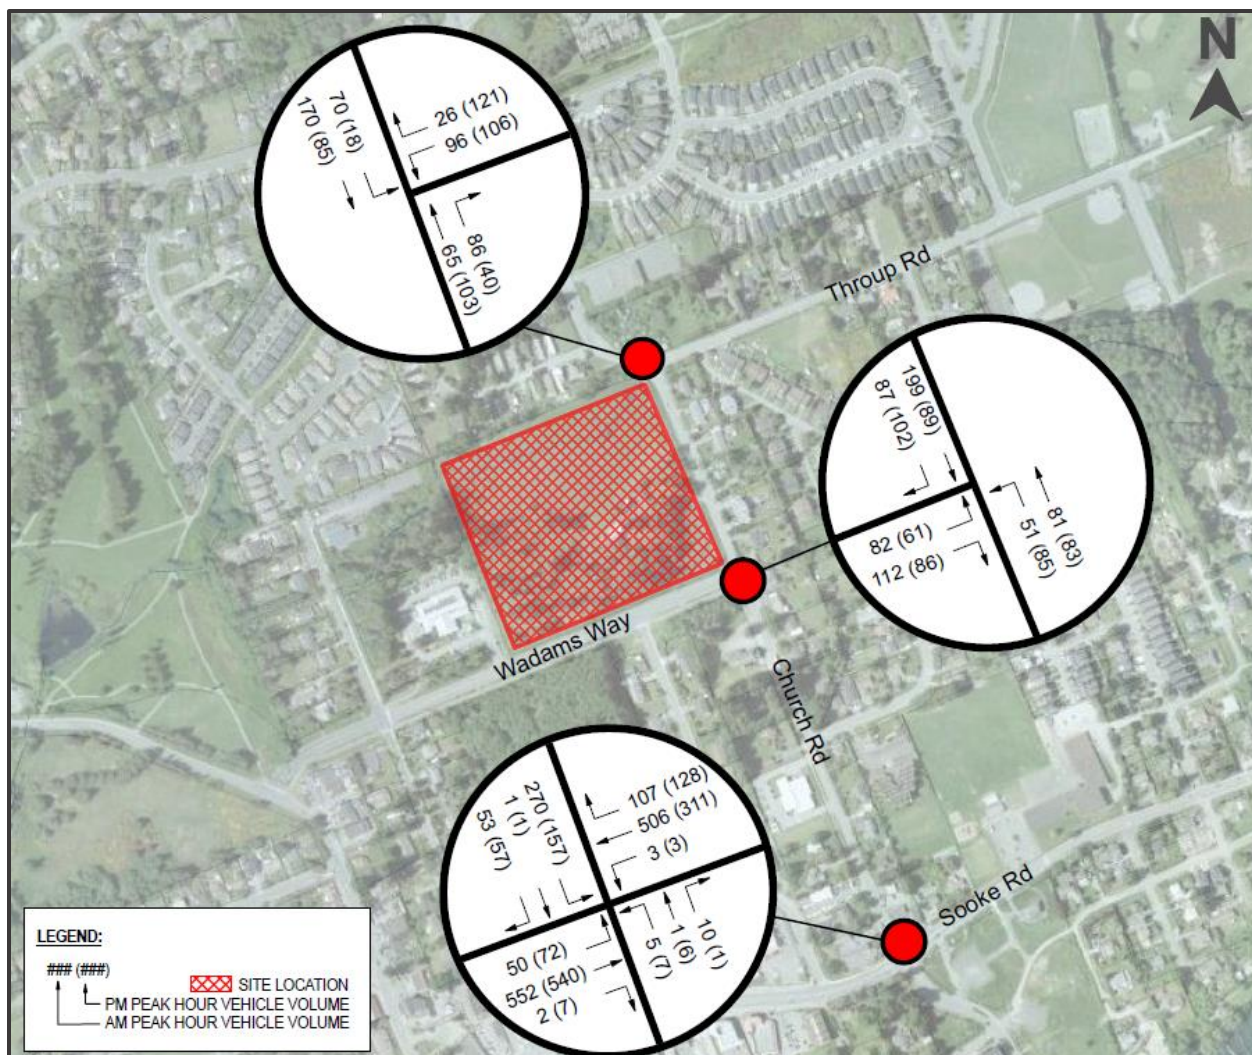 N
70 (18)
170 (85)
26 (121)
96 (106)
86 (40)
65 (103)
Throup Rd
199 (89)
87 (102)
81 (83)
51 (85)
82 (61)
112 (86)
Wadams Way
Church Rd
270 (157)
1 (1)
53 (57)
107 (128)
506 (311)
3 (3)
50 (72)
552 (540)
2 (7)
10 (1)
1 (6)
5 (7)
Sooke Rd
LEGEND:
### (###)
SITE LOCATION
PM PEAK HOUR VEHICLE VOLUME
AM PEAK HOUR VEHICLE VOLUME